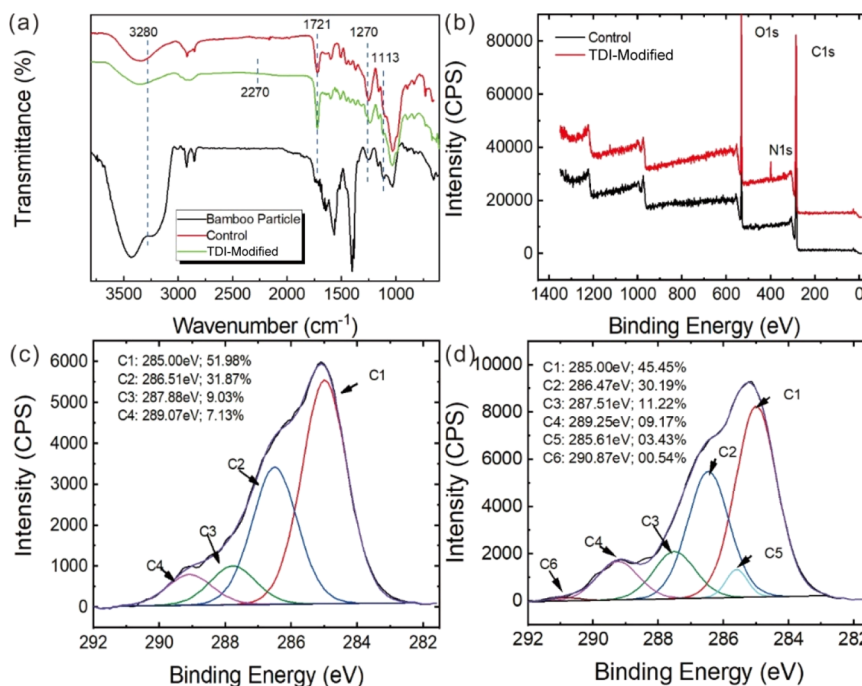 (a)
3280
1721
1270
1113
2270
Transmittance (%)
Bamboo Particle
Control
TDI-Modified
3500 3000 2500 2000 1500 1000
Wavenumber (cm⁻¹)
(b)
Control
TDI-Modified
O1s
C1s
N1s
Intensity (CPS)
80000
60000
40000
20000
0
1400 1200 1000 800 600 400 200 0
Binding Energy (eV)
(c)
C1: 285.00eV; 51.98%
C2: 286.51eV; 31.87%
C3: 287.88eV; 9.03%
C4: 289.07eV; 7.13%
C1
C2
C3
C4
Intensity (CPS)
6000
5000
4000
3000
2000
1000
0
292 290 288 286 284 282
Binding Energy (eV)
(d)
C1: 285.00eV; 45.45%
C2: 286.47eV; 30.19%
C3: 287.51eV; 11.22%
C4: 289.25eV; 09.17%
C5: 285.61eV; 03.43%
C6: 290.87eV; 00.54%
C1
C2
C3
C4
C5
C6
Intensity (CPS)
10000
8000
6000
4000
2000
0
292 290 288 286 284 282
Binding Energy (eV)